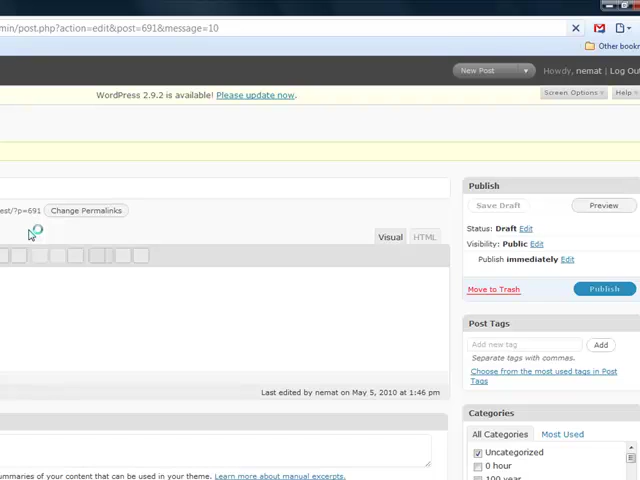 min/post.php?action=edit&post=691&message=10
Other bookm
New Post
Howdy, nemat | Log Out
WordPress 2.9.2 is available! Please update now.
Screen Options
Help
Publish
Save Draft
Preview
est/?p=691
Change Permalinks
Status: Draft Edit
Visual
HTML
Visibility: Public Edit
Publish immediately Edit
Move to Trash
Publish
Post Tags
Add new tag
Add
Separate tags with commas.
Choose from the most used tags in Post
Tags
Last edited by nemat on May 5, 2010 at 1:46 pm
Categories
All Categories
Most Used
Uncategorized
0 hour
100 year
ummaries of your content that can be used in your theme. Learn more about manual excerpts.